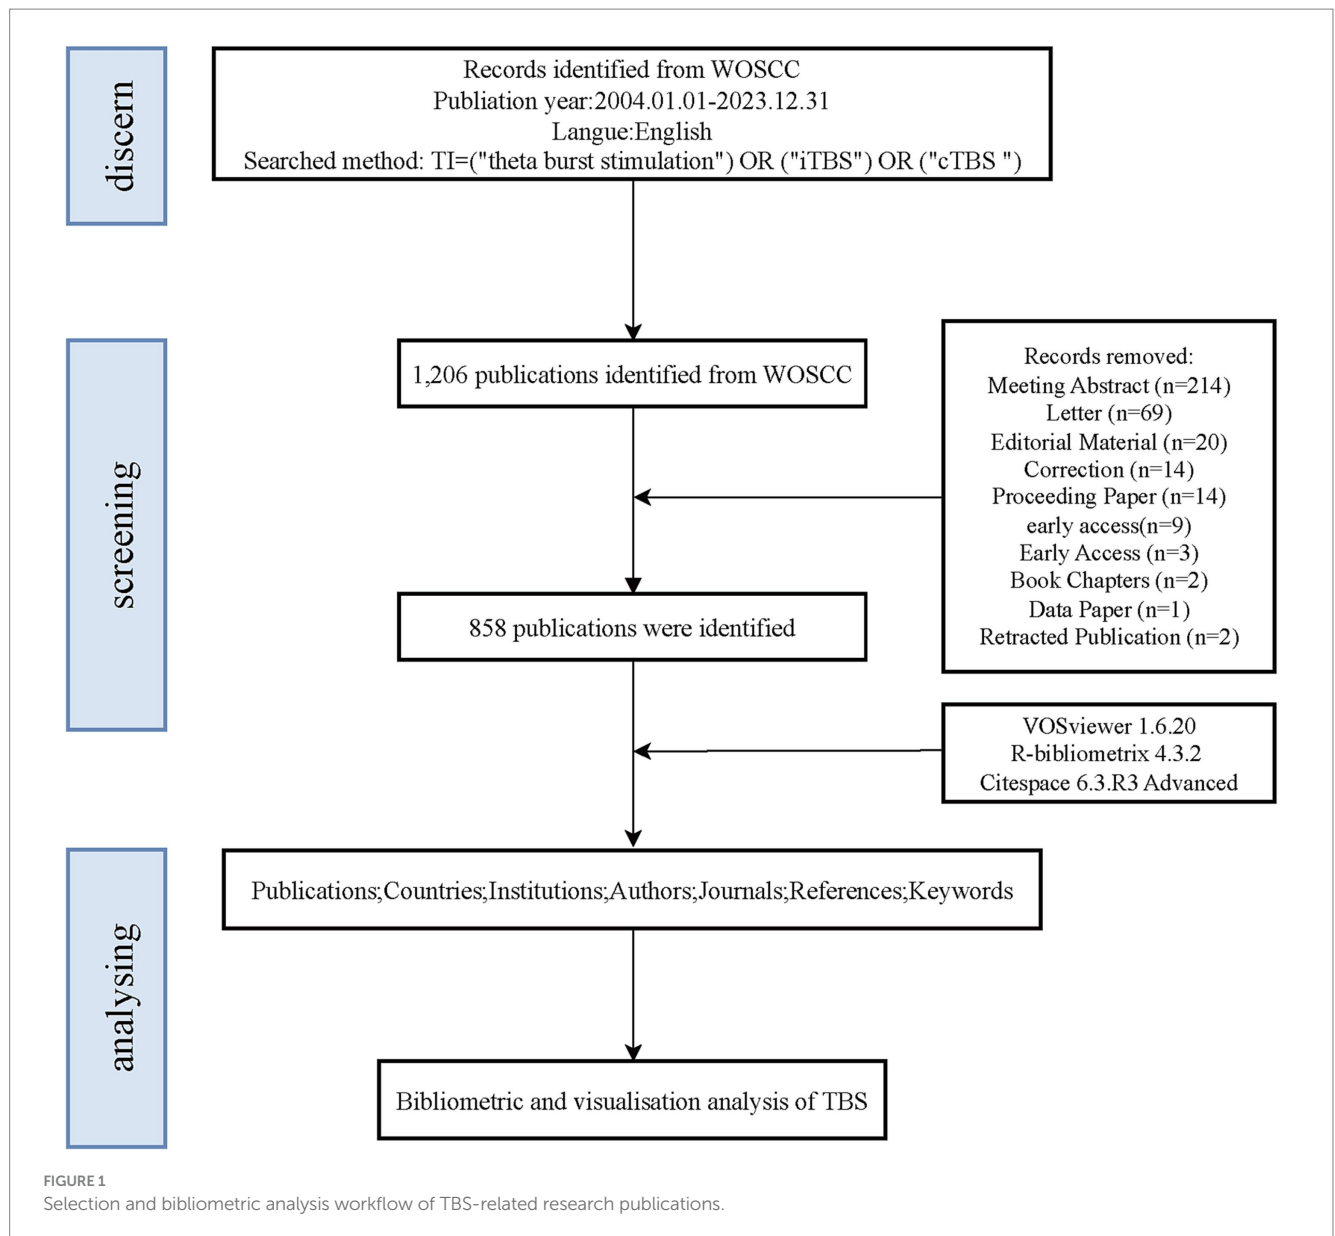 discern
Records identified from WOSCC
Publiation year:2004.01.01-2023.12.31
Langue:English
Searched method: TI=("theta burst stimulation") OR ("iTBS") OR ("cTBS ")
screening
1,206 publications identified from WOSCC
Records removed:
Meeting Abstract (n=214)
Letter (n=69)
Editorial Material (n=20)
Correction (n=14)
Proceeding Paper (n=14)
early access(n=9)
Early Access (n=3)
Book Chapters (n=2)
Data Paper (n=1)
Retracted Publication (n=2)
858 publications were identified
VOSviewer 1.6.20
R-bibliometrix 4.3.2
Citespace 6.3.R3 Advanced
analysing
Publications;Countries;Institutions;Authors;Journals;References;Keywords
Bibliometric and visualisation analysis of TBS
FIGURE 1
Selection and bibliometric analysis workflow of TBS-related research publications.